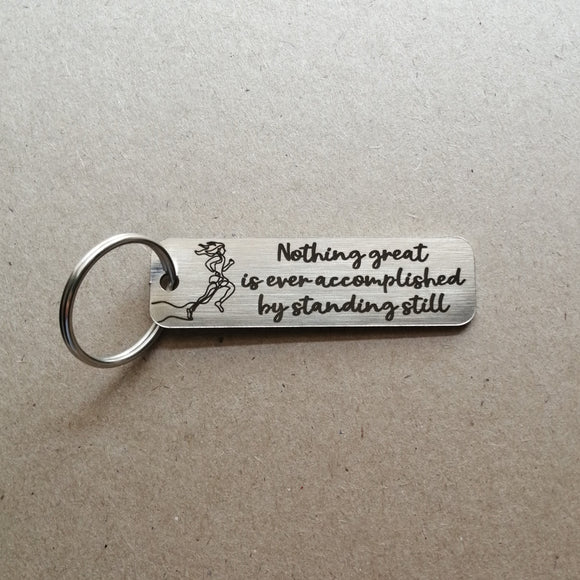 Nothing great
is ever accomplished
by standing still